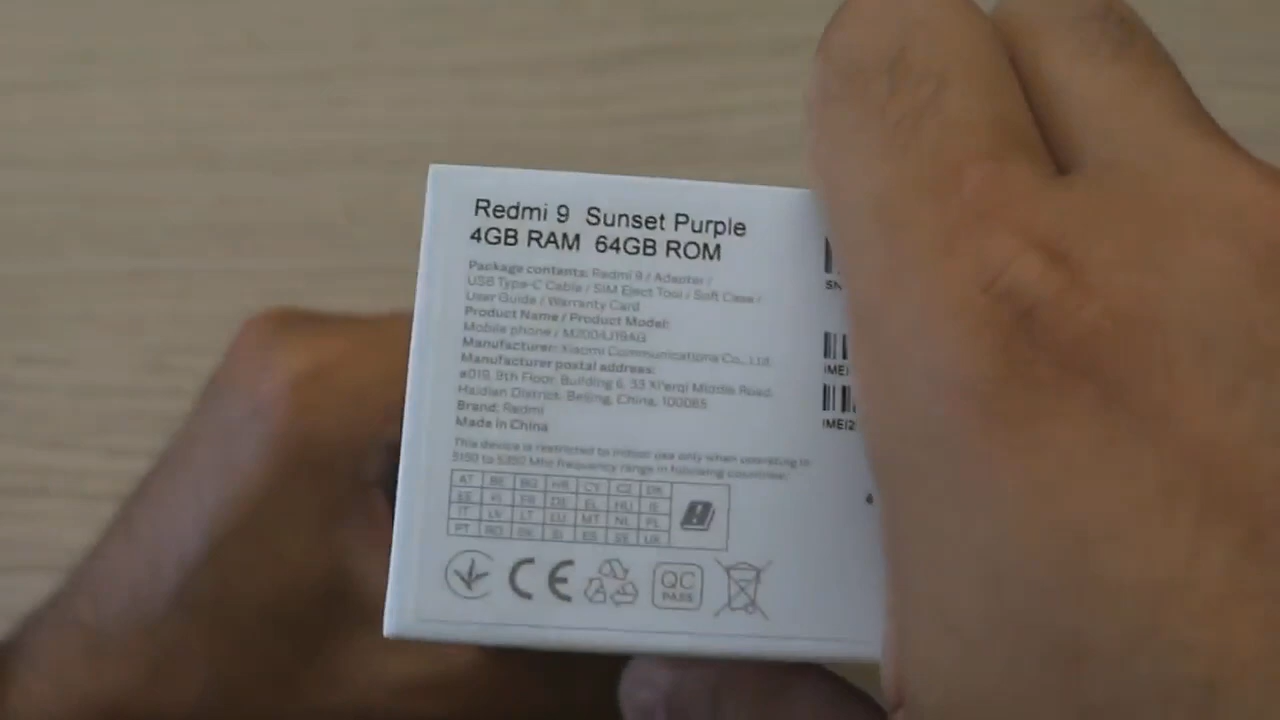 Redmi 9 Sunset Purple
4GB RAM 64GB ROM
Package contents: Redmi 9 / Adapter /
USB Type-C Cable / SIM Eject Tool / Soft Case /
User Guide / Warranty Card
Product Name / Product Model:
Mobile phone / M2004J19AG
Manufacturer: Xiaomi Communications Co., Ltd.
Manufacturer postal address:
#019, 9th Floor, Building 6, 33 Xi'erqi Middle Road,
Haidian District, Beijing, China, 100085
Brand: Redmi
Made in China
This device is restricted to indoor use only when operating in
5150 to 5350 Mhz frequency range in following countries:
AT BE BG HR CY CZ DK
EE FI FR DE EL HU IE
IT LV LT LU MT NL PL
PT RO SK SI ES SE UK
CE
QC
PASS
SN
IMEI
IMEI2